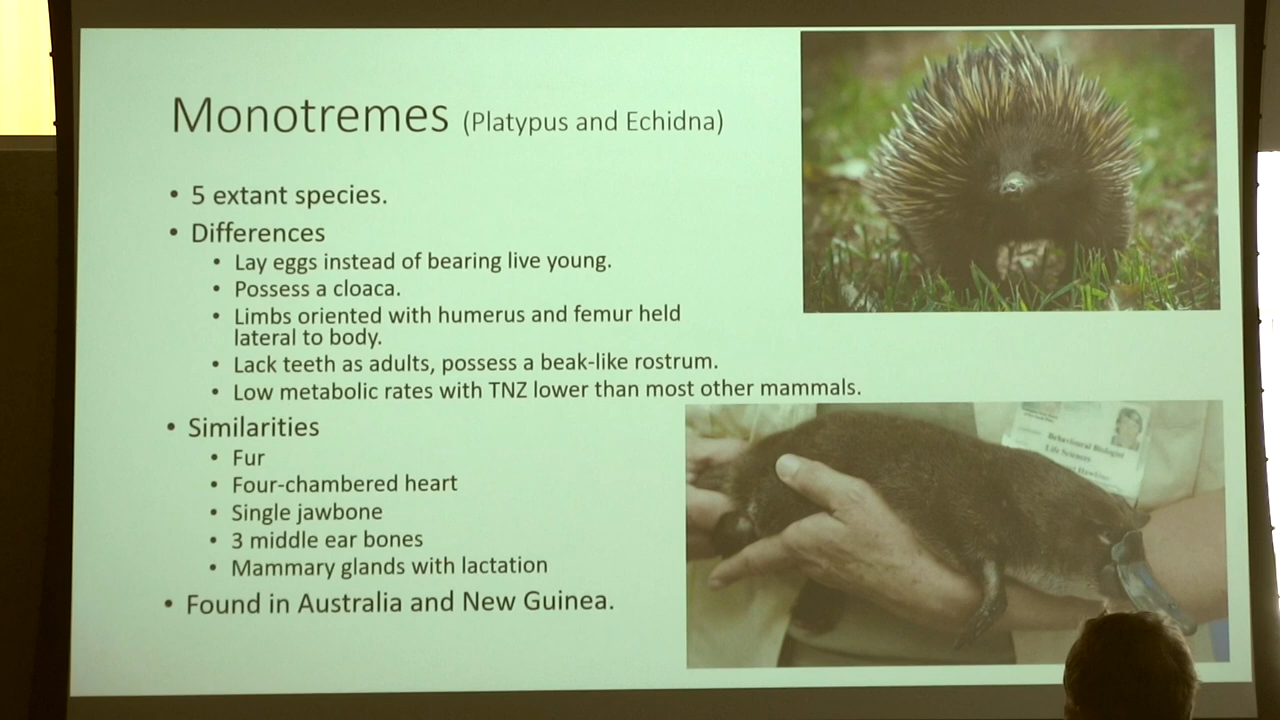 Monotremes (Platypus and Echidna)
• 5 extant species.
• Differences
• Lay eggs instead of bearing live young.
• Possess a cloaca.
• Limbs oriented with humerus and femur held
lateral to body.
• Lack teeth as adults, possess a beak-like rostrum.
• Low metabolic rates with TNZ lower than most other mammals.
• Similarities
• Fur
• Four-chambered heart
• Single jawbone
• 3 middle ear bones
• Mammary glands with lactation
• Found in Australia and New Guinea.
Behavioural Biologist
Life Sciences